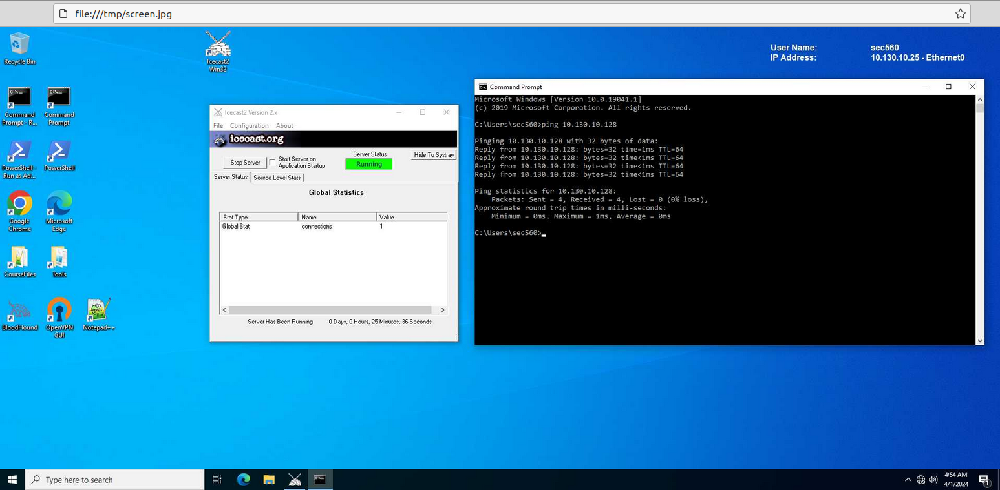 file:///tmp/screen.jpg
Recycle Bin
Icecast2
Win32
User Name: sec560
IP Address: 10.130.10.25 - Ethernet0
Command
Prompt - R...
Command
Prompt
PowerShell -
Run as Ad...
PowerShell
Google
Chrome
Microsoft
Edge
CourseFiles
Tools
BloodHound
OpenVPN
GUI
Notepad++
Icecast2 Version 2.x
File Configuration About
icecast.org
Stop Server
Start Server on
Application Startup
Server Status
Running
Hide To Systray
Server Status Source Level Stats
Global Statistics
Stat Type Name Value
Global Stat connections 1
Server Has Been Running 0 Days, 0 Hours, 25 Minutes, 36 Seconds
Command Prompt
Microsoft Windows [Version 10.0.19041.1]
(c) 2019 Microsoft Corporation. All rights reserved.
C:\Users\sec560>ping 10.130.10.128
Pinging 10.130.10.128 with 32 bytes of data:
Reply from 10.130.10.128: bytes=32 time=1ms TTL=64
Reply from 10.130.10.128: bytes=32 time<1ms TTL=64
Reply from 10.130.10.128: bytes=32 time<1ms TTL=64
Reply from 10.130.10.128: bytes=32 time<1ms TTL=64
Ping statistics for 10.130.10.128:
Packets: Sent = 4, Received = 4, Lost = 0 (0% loss),
Approximate round trip times in milli-seconds:
Minimum = 0ms, Maximum = 1ms, Average = 0ms
C:\Users\sec560>
Type here to search
4:54 AM
4/1/2024
1